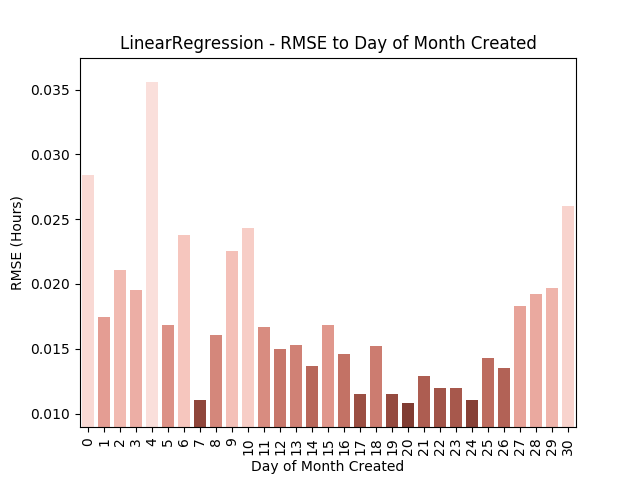 LinearRegression - RMSE to Day of Month Created
0.035
0.030
0.025
0.020
0.015
0.010
RMSE (Hours)
0 1 2 3 4 5 6 7 8 9 10 11 12 13 14 15 16 17 18 19 20 21 22 23 24 25 26 27 28 29 30
Day of Month Created